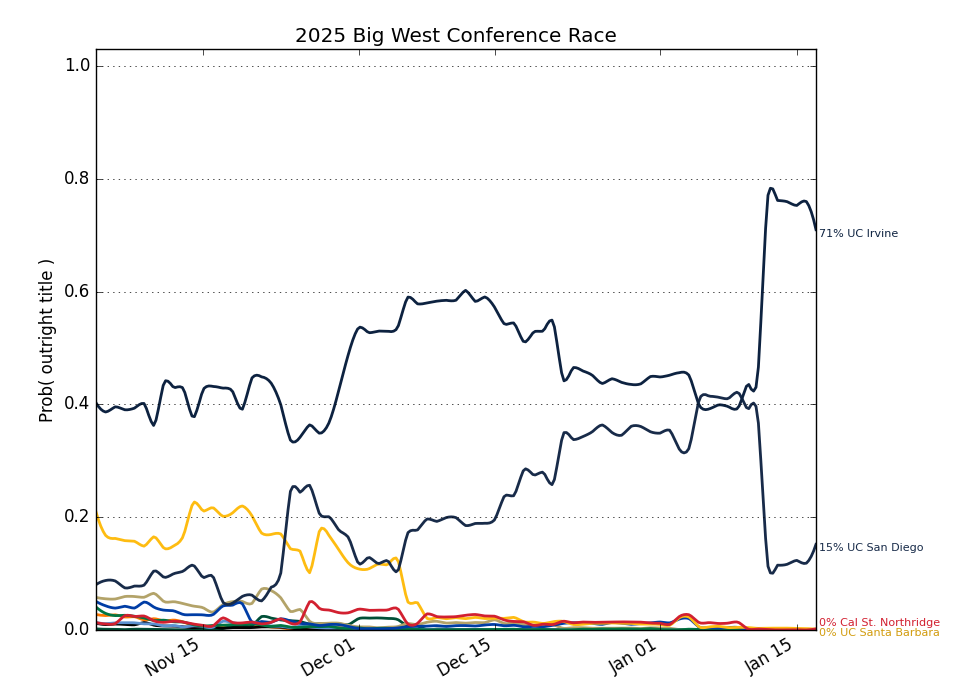 2025 Big West Conference Race
Prob( outright title )
1.0
0.8
0.6
0.4
0.2
0.0
Nov 15
Dec 01
Dec 15
Jan 01
Jan 15
71% UC Irvine
15% UC San Diego
0% Cal St. Northridge
0% UC Santa Barbara